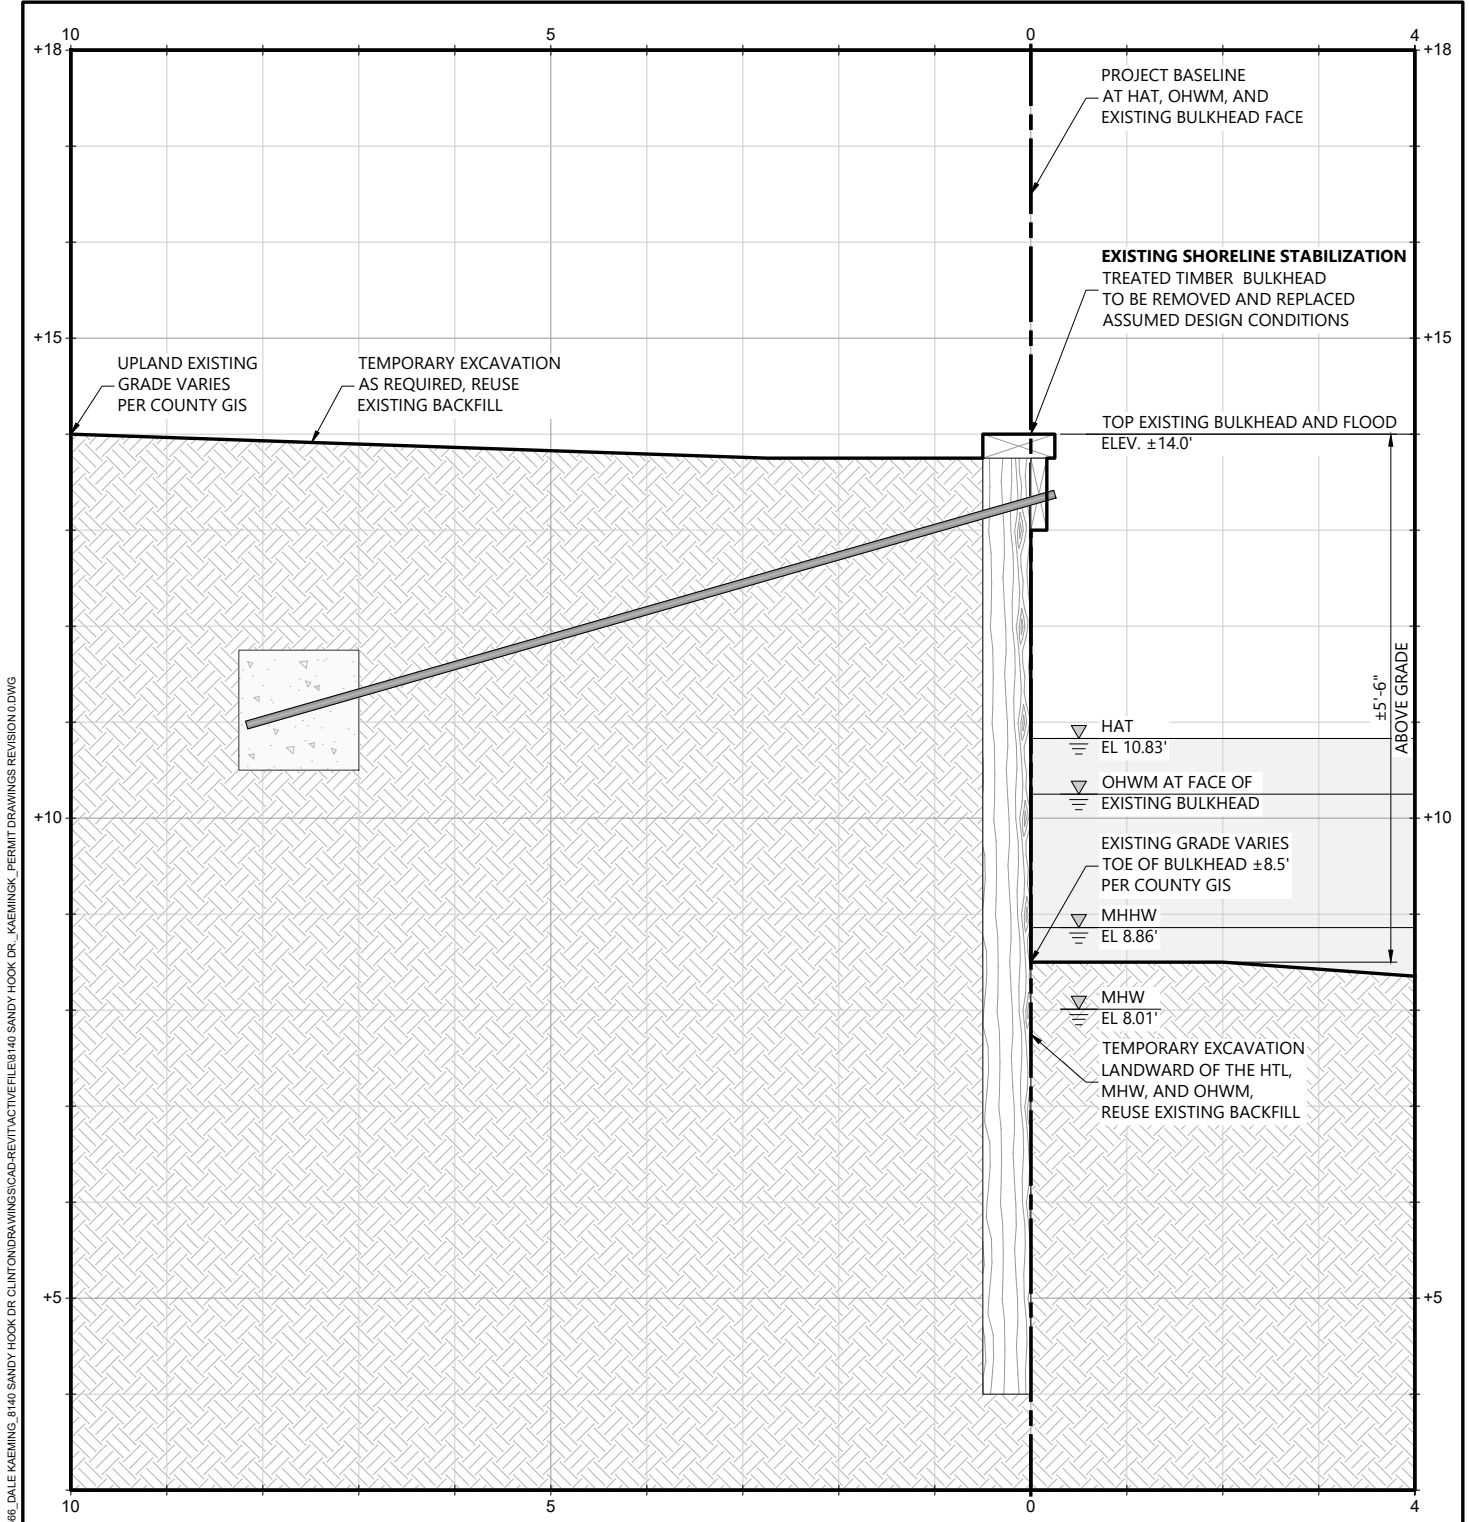 10 5 0 4
+18 +18
PROJECT BASELINE
AT HAT, OHWM, AND
EXISTING BULKHEAD FACE
EXISTING SHORELINE STABILIZATION
TREATED TIMBER BULKHEAD
TO BE REMOVED AND REPLACED
ASSUMED DESIGN CONDITIONS
+15 +15
UPLAND EXISTING
GRADE VARIES
PER COUNTY GIS
TEMPORARY EXCAVATION
AS REQUIRED, REUSE
EXISTING BACKFILL
TOP EXISTING BULKHEAD AND FLOOD
ELEV. ±14.0'
±5'-6"
ABOVE GRADE
HAT
EL 10.83'
OHWM AT FACE OF
EXISTING BULKHEAD
+10 +10
EXISTING GRADE VARIES
TOE OF BULKHEAD ±8.5'
PER COUNTY GIS
MHHW
EL 8.86'
MHW
EL 8.01'
TEMPORARY EXCAVATION
LANDWARD OF THE HTL,
MHW, AND OHWM,
REUSE EXISTING BACKFILL
+5 +5
10 5 0 4
66_DALE KAEMING_8140 SANDY HOOK DR CLINTON\DRAWINGS\CAD-REVIT\ACTIVEFILE\8140 SANDY HOOK DR._KAEMINGK_PERMIT DRAWINGS REVISION 0.DWG